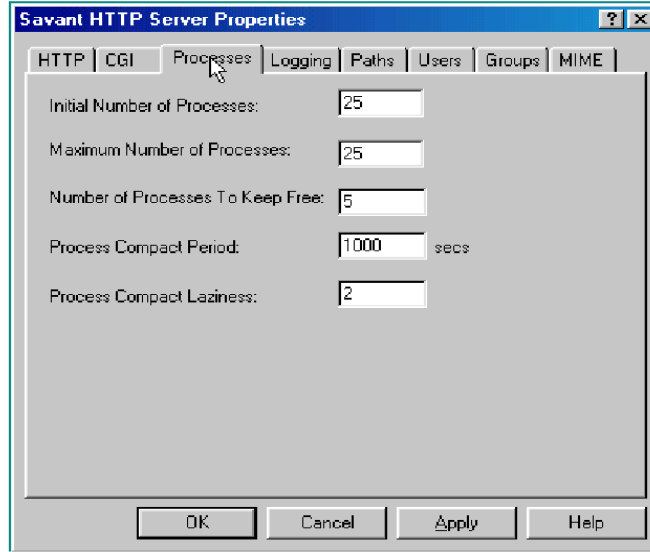 Savant HTTP Server Properties
HTTP CGI Processes Logging Paths Users Groups MIME
Initial Number of Processes: 25
Maximum Number of Processes: 25
Number of Processes To Keep Free: 5
Process Compact Period: 1000 secs
Process Compact Laziness: 2
OK Cancel Apply Help